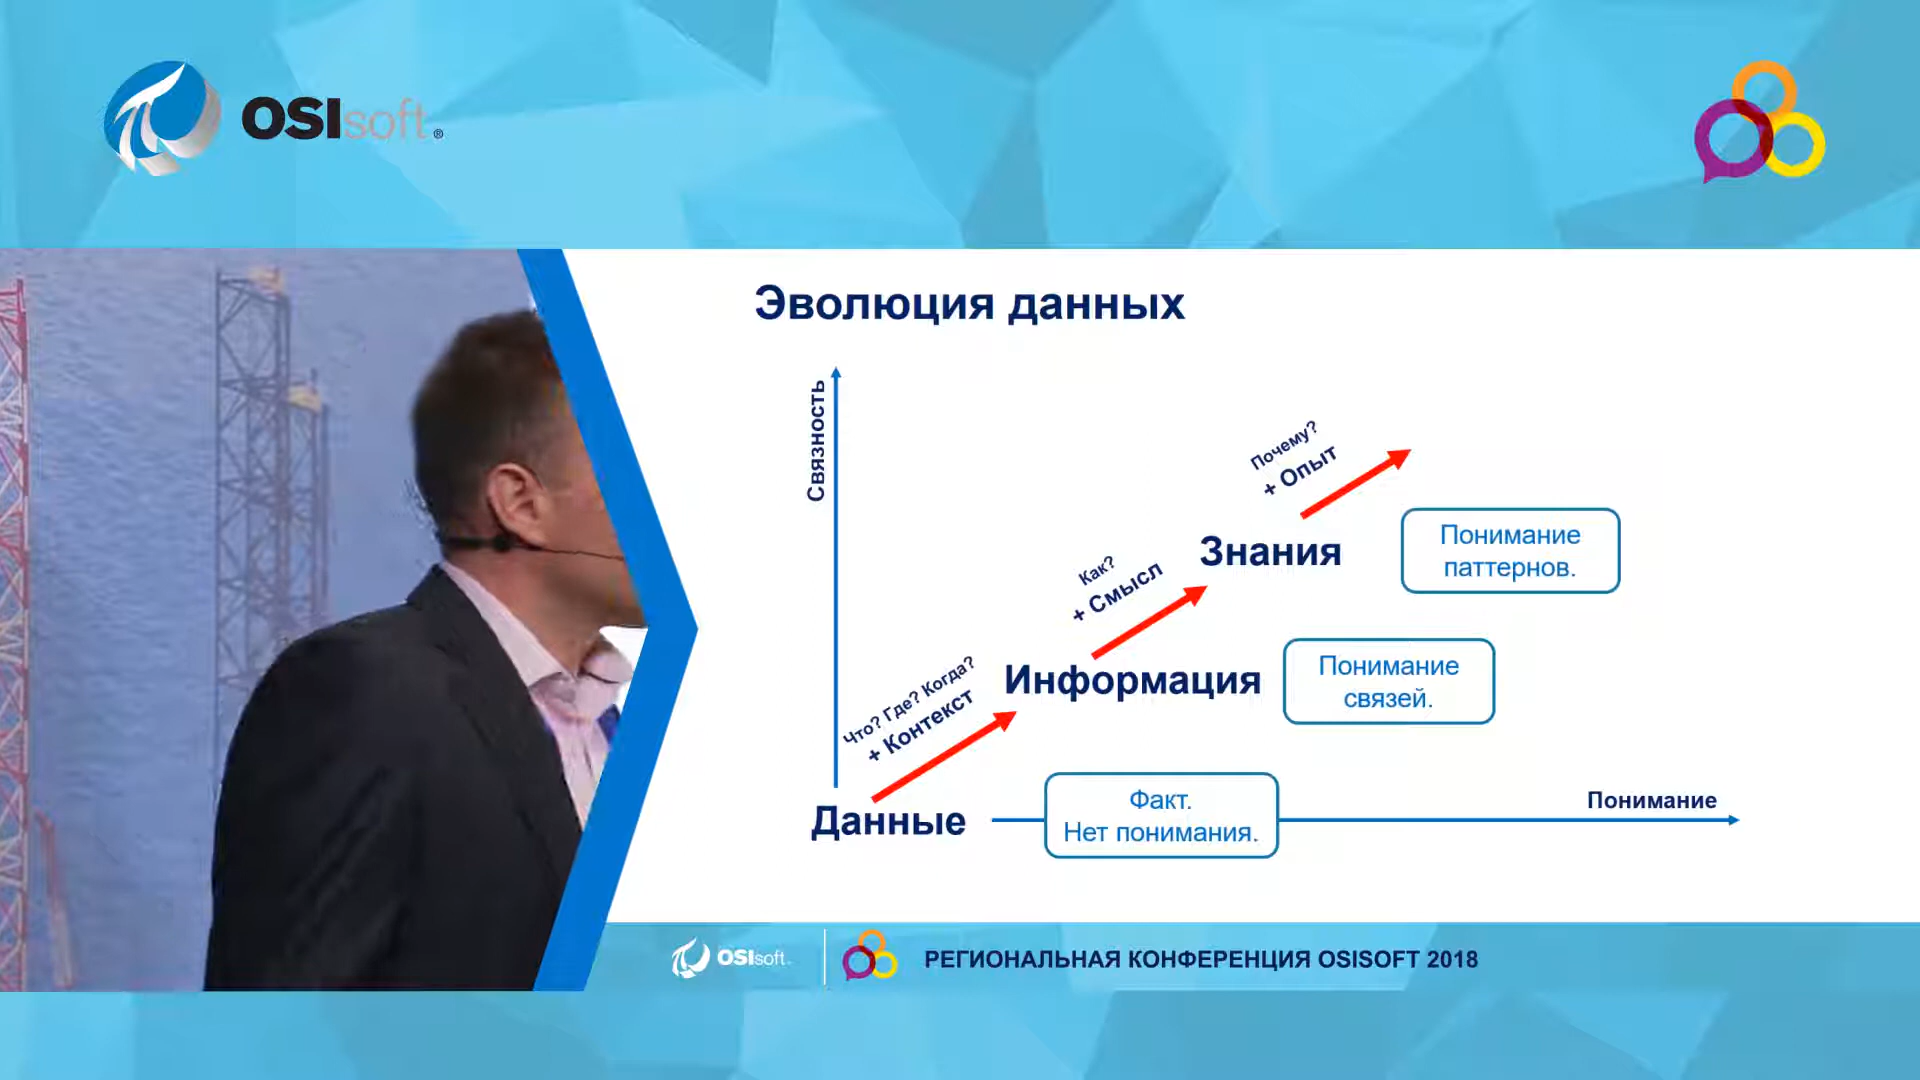 OSIsoft®
Эволюция данных
Связность
Почему?
+ Опыт
Знания
Понимание
паттернов.
Как?
+ Смысл
Информация
Понимание
связей.
Что? Где? Когда?
+ Контекст
Данные
Факт.
Нет понимания.
Понимание
OSIsoft.
РЕГИОНАЛЬНАЯ КОНФЕРЕНЦИЯ OSISOFT 2018